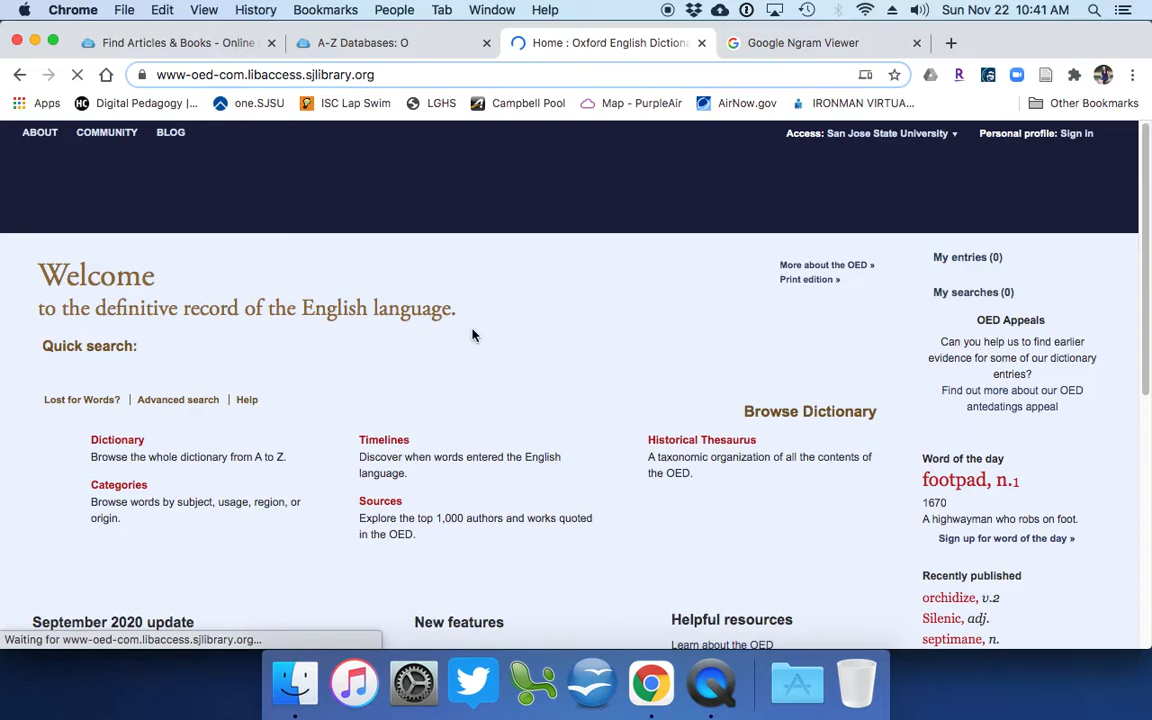 Chrome File Edit View History Bookmarks People Tab Window Help Sun Nov 22 10:41 AM
Find Articles & Books - Online A-Z Databases: O Home : Oxford English Dictiona Google Ngram Viewer
www-oed-com.libaccess.sjlibrary.org
Apps Digital Pedagogy |... one.SJSU ISC Lap Swim LGHS Campbell Pool Map - PurpleAir AirNow.gov IRONMAN VIRTUA... Other Bookmarks
ABOUT COMMUNITY BLOG Access: San Jose State University Personal profile: Sign in
Welcome
to the definitive record of the English language.
More about the OED »
Print edition »
Quick search:
Lost for Words? | Advanced search | Help
Browse Dictionary
Dictionary
Browse the whole dictionary from A to Z.
Categories
Browse words by subject, usage, region, or
origin.
Timelines
Discover when words entered the English
language.
Sources
Explore the top 1,000 authors and works quoted
in the OED.
Historical Thesaurus
A taxonomic organization of all the contents of
the OED.
My entries (0)
My searches (0)
OED Appeals
Can you help us to find earlier
evidence for some of our dictionary
entries?
Find out more about our OED
antedatings appeal
Word of the day
footpad, n.1
1670
A highwayman who robs on foot.
Sign up for word of the day »
Recently published
orchidize, v.2
Silenic, adj.
septimane, n.
September 2020 update
New features
Helpful resources
Learn about the OED
Waiting for www-oed-com.libaccess.sjlibrary.org...